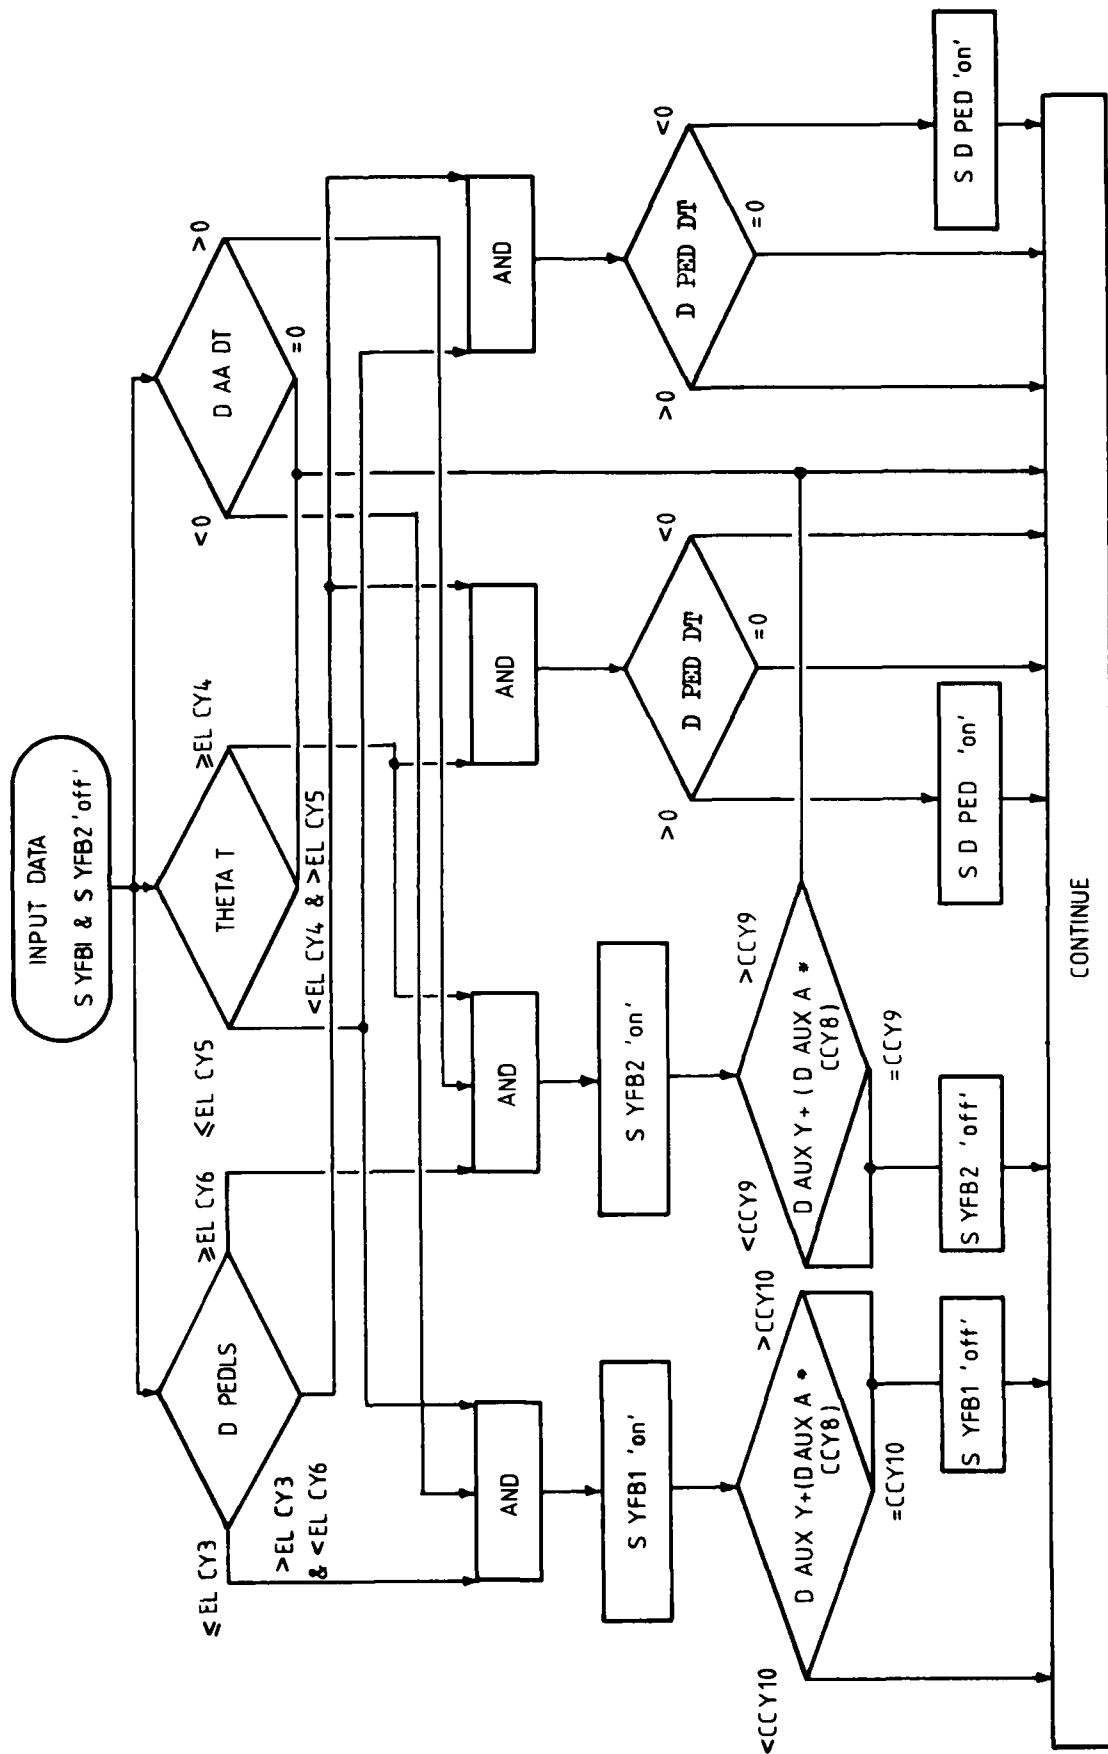 INPUT DATA
S YFB1 & S YFB2 'off'
D PEDLS
≤EL CY3
>EL CY3
& <EL CY6
≥EL CY6
THETA T
≤EL CY5
<EL CY4 & >EL CY5
≥EL CY4
D AA DT
<0
=0
>0
AND
AND
AND
AND
S YFB1 'on'
S YFB2 'on'
D PED DT
>0
=0
<0
D PED DT
>0
=0
<0
D AUX Y+(D AUX A *
CCY8)
<CCY10
=CCY10
>CCY10
D AUX Y+ (D AUX A *
CCY8)
<CCY9
=CCY9
>CCY9
S YFB1 'off'
S YFB2 'off'
S D PED 'on'
S D PED 'on'
CONTINUE